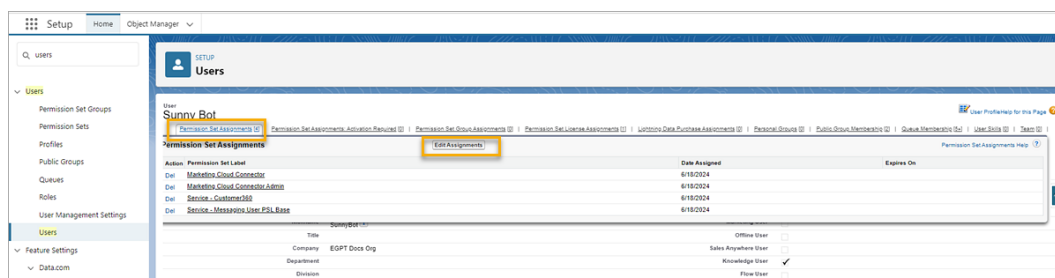 Setup Home Object Manager
users
SETUP
Users
Users
Permission Set Groups
Permission Sets
Profiles
Public Groups
Queues
Roles
User Management Settings
Users
Feature Settings
Data.com
User
Sunny Bot
User Profile Help for this Page
Permission Set Assignments [4] Permission Set Assignments: Activation Required [0] | Permission Set Group Assignments [0] | Permission Set License Assignments [1] | Lightning Data Purchase Assignments [0] | Personal Groups [0] | Public Group Membership [0] | Queue Membership [5+] | User Skills [0] | Team [0] |
Permission Set Assignments Edit Assignments Permission Set Assignments Help
Action Permission Set Label Date Assigned Expires On
Del Marketing Cloud Connector 6/18/2024
Del Marketing Cloud Connector Admin 6/18/2024
Del Service - Customer360 6/18/2024
Del Service - Messaging User PSL Base 6/18/2024
SunnyBot
Title Offline User
Company EGPT Docs Org Sales Anywhere User
Department Knowledge User
Division Flow User